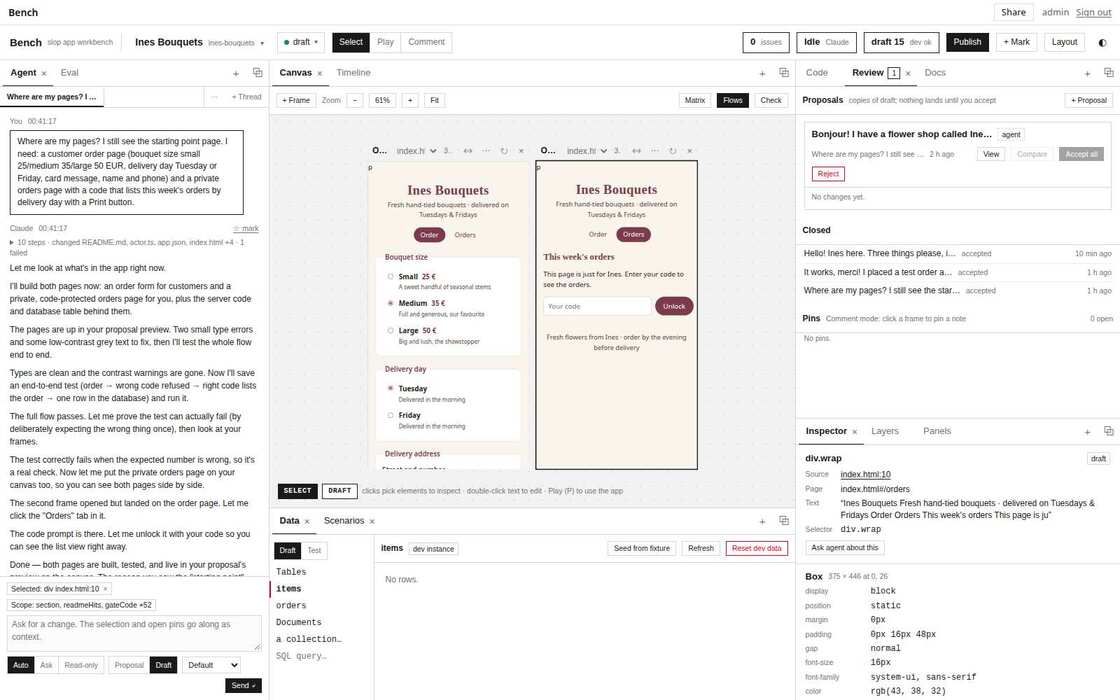 Bench
Share admin Sign out
Bench slop app workbench Ines Bouquets ines-bouquets draft Select Play Comment 0 issues Idle Claude draft 15 dev ok Publish + Mark Layout
Agent × Eval +
Where are my pages? I … ··· + Thread
You 00:41:17
Where are my pages? I still see the starting point page. I
need: a customer order page (bouquet size small
25/medium 35/large 50 EUR, delivery day Tuesday or
Friday, card message, name and phone) and a private
orders page with a code that lists this week's orders by
delivery day with a Print button.
Claude 00:41:17 ☆ mark
▸ 10 steps · changed README.md, actor.ts, app.json, index.html +4 · 1
failed
Let me look at what's in the app right now.
I'll build both pages now: an order form for customers and a
private, code-protected orders page for you, plus the server code
and database table behind them.
The pages are up in your proposal preview. Two small type errors
and some low-contrast grey text to fix, then I'll test the whole flow
end to end.
Types are clean and the contrast warnings are gone. Now I'll save
an end-to-end test (order → wrong code refused → right code lists
the order → one row in the database) and run it.
The full flow passes. Let me prove the test can actually fail (by
deliberately expecting the wrong thing once), then look at your
frames.
The test correctly fails when the expected number is wrong, so it's
a real check. Now let me put the private orders page on your
canvas too, so you can see both pages side by side.
The second frame opened but landed on the order page. Let me
click the "Orders" tab in it.
The code prompt is there. Let me unlock it with your code so you
can see the list view right away.
Done — both pages are built, tested, and live in your proposal's
Selected: div index.html:10 ×
Scope: section, readmeHits, gateCode +52
Ask for a change. The selection and open pins go along as
context.
Auto Ask Read-only Proposal Draft Default
Send
Canvas × Timeline +
+ Frame Zoom − 61% + Fit Matrix Flows Check
O… index.h 3.. ··· ×
p
Ines Bouquets
Fresh hand-tied bouquets · delivered on
Tuesdays & Fridays
Order Orders
Bouquet size
Small 25 €
A sweet handful of seasonal stems
Medium 35 €
Full and generous, our favourite
Large 50 €
Big and lush, the showstopper
Delivery day
Tuesday
Delivered in the morning
Friday
Delivered in the morning
Delivery address
Street and number
O… index.h 3. ··· ×
p
Ines Bouquets
Fresh hand-tied bouquets · delivered on
Tuesdays & Fridays
Order Orders
This week's orders
This page is just for Ines. Enter your code to
see the orders.
Your code Unlock
Fresh flowers from Ines · order by the evening
before delivery
SELECT DRAFT clicks pick elements to inspect · double-click text to edit · Play (P) to use the app
Data × Scenarios × +
Draft Test
Tables
items
orders
Documents
a collection…
SQL query…
items dev instance Seed from fixture Refresh Reset dev data
No rows.
Code Review 1 × Docs +
Proposals copies of draft; nothing lands until you accept + Proposal
Bonjour! I have a flower shop called Ine… agent
Where are my pages? I still see … 2 h ago View Compare Accept all
Reject
No changes yet.
Closed
Hello! Ines here. Three things please, i… accepted 10 min ago
It works, merci! I placed a test order a… accepted 1 h ago
Where are my pages? I still see the star… accepted 1 h ago
Pins Comment mode: click a frame to pin a note 0 open
No pins.
Inspector × Layers Panels +
div.wrap draft
Source index.html:10
Page index.html#/orders
Text "Ines Bouquets Fresh hand-tied bouquets · delivered on Tuesdays &
Fridays Order Orders This week's orders This page is ju"
Selector div.wrap
Ask agent about this
Box 375 × 446 at 0, 26
display block
position static
margin 0px
padding 0px 16px 48px
gap normal
font-size 16px
font-family system-ui, sans-serif
color rgb(43, 38, 32)